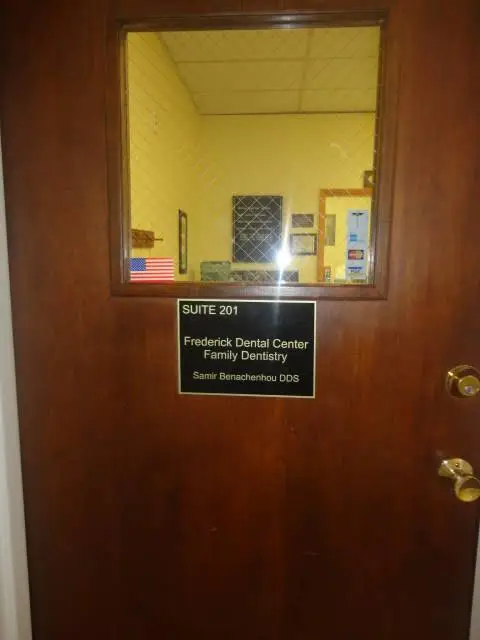 SUITE 201
Frederick Dental Center
Family Dentistry
Samir Benachenhou DDS